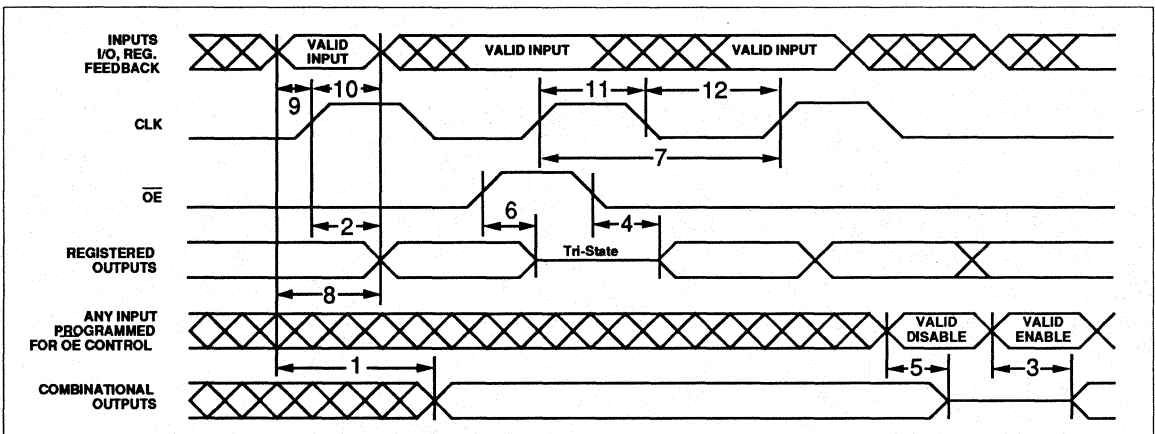 INPUTS
I/O, REG.
FEEDBACK
VALID
INPUT
VALID INPUT
VALID INPUT
9
10
11
12
CLK
7
OE
6
2
4
REGISTERED
OUTPUTS
Tri-State
8
ANY INPUT
PROGRAMMED
FOR OE CONTROL
VALID
DISABLE
VALID
ENABLE
1
5
3
COMBINATIONAL
OUTPUTS